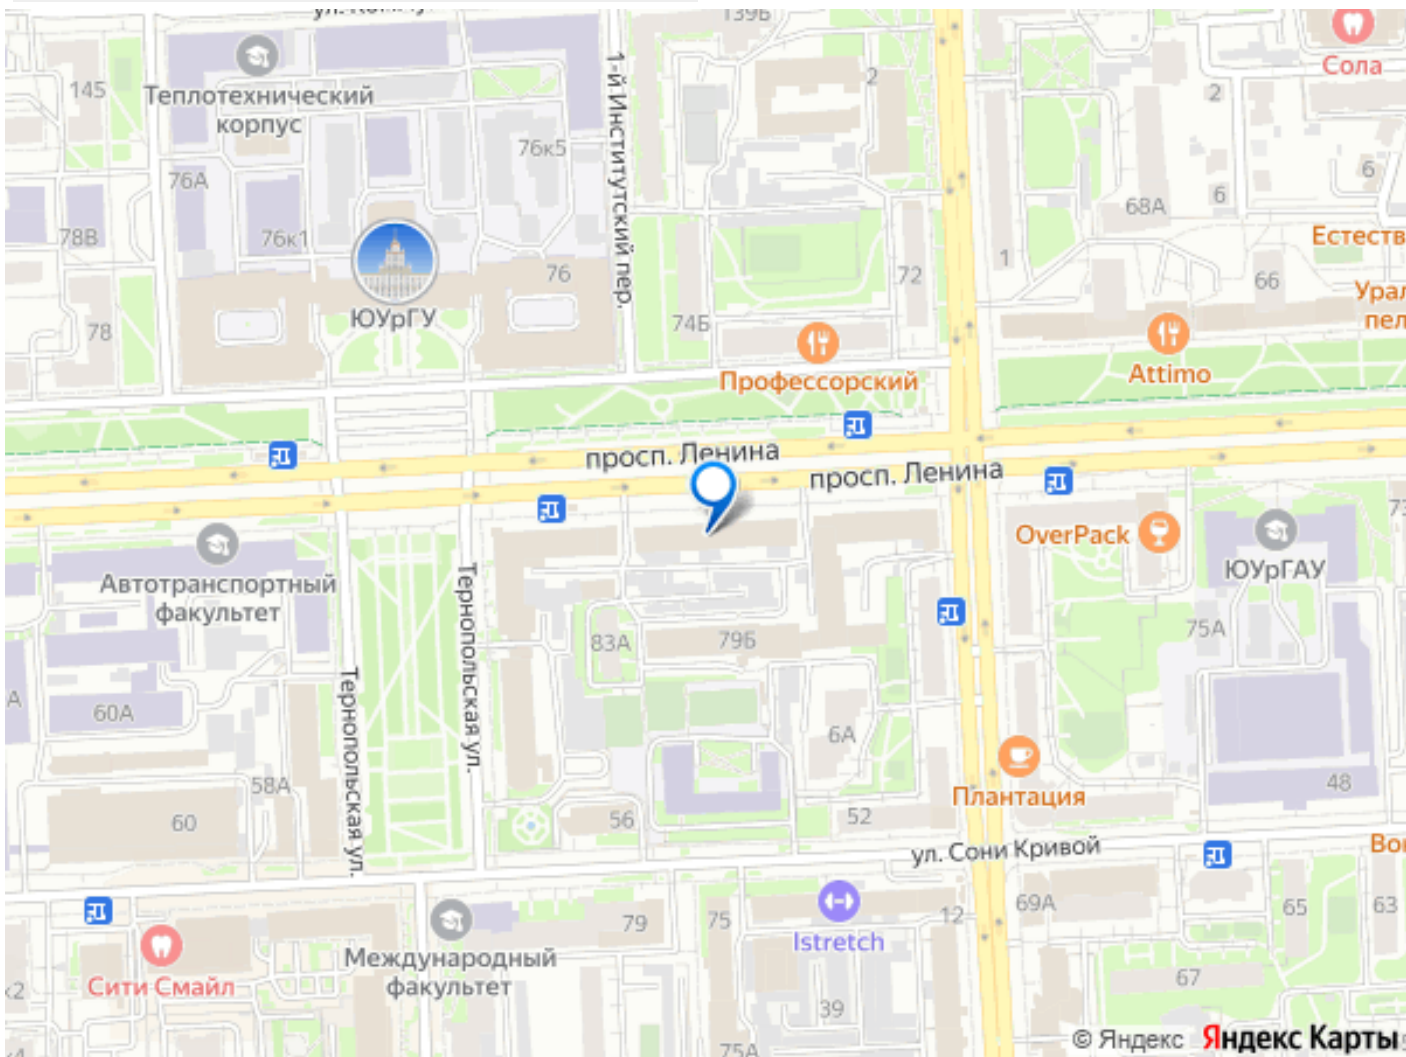 139Б
Сола
145
Теплотехнический
корпус
1-й Институтский пер.
2
2
76к5
76А
6
6
68А
78В
76к1
Естеств
76
72
1
66
Урал
пел
ЮУрГУ
74Б
78
Профессорский
Attimo
просп. Ленина
просп. Ленина
OverPack
73
Автотранспортный
факультет
ЮУрГАУ
Тернопольская ул.
83А
79Б
75А
А
60А
Тернопольская ул.
6А
58А
48
Плантация
60
56
52
ул. Сони Кривой
Вон
79
75
12
69А
65
63
Istretch
Международный
факультет
Сити Смайл
к2
67
39
75А
© Яндекс Яндекс Карты